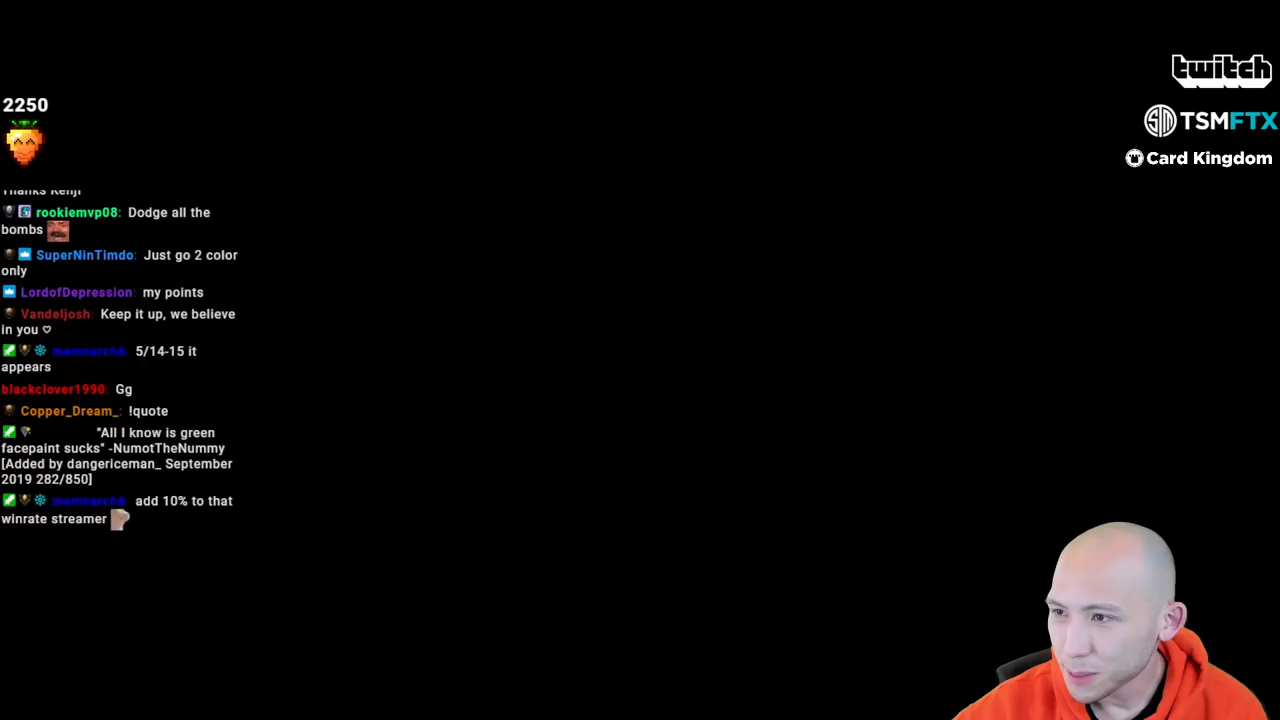 twitch
2250
TSMFTX
Card Kingdom
Thanks Kenji
rookiemvp08: Dodge all the
bombs
SuperNinTimdo: Just go 2 color
only
LordofDepression: my points
Vandeljosh: Keep it up, we believe
in you ♡
memnarch6 5/14-15 it
appears
blackclover1990: Gg
Copper_Dream_: !quote
"All I know is green
facepaint sucks" -NumotTheNummy
[Added by dangericeman_ September
2019 282/850]
memnarch6 add 10% to that
winrate streamer